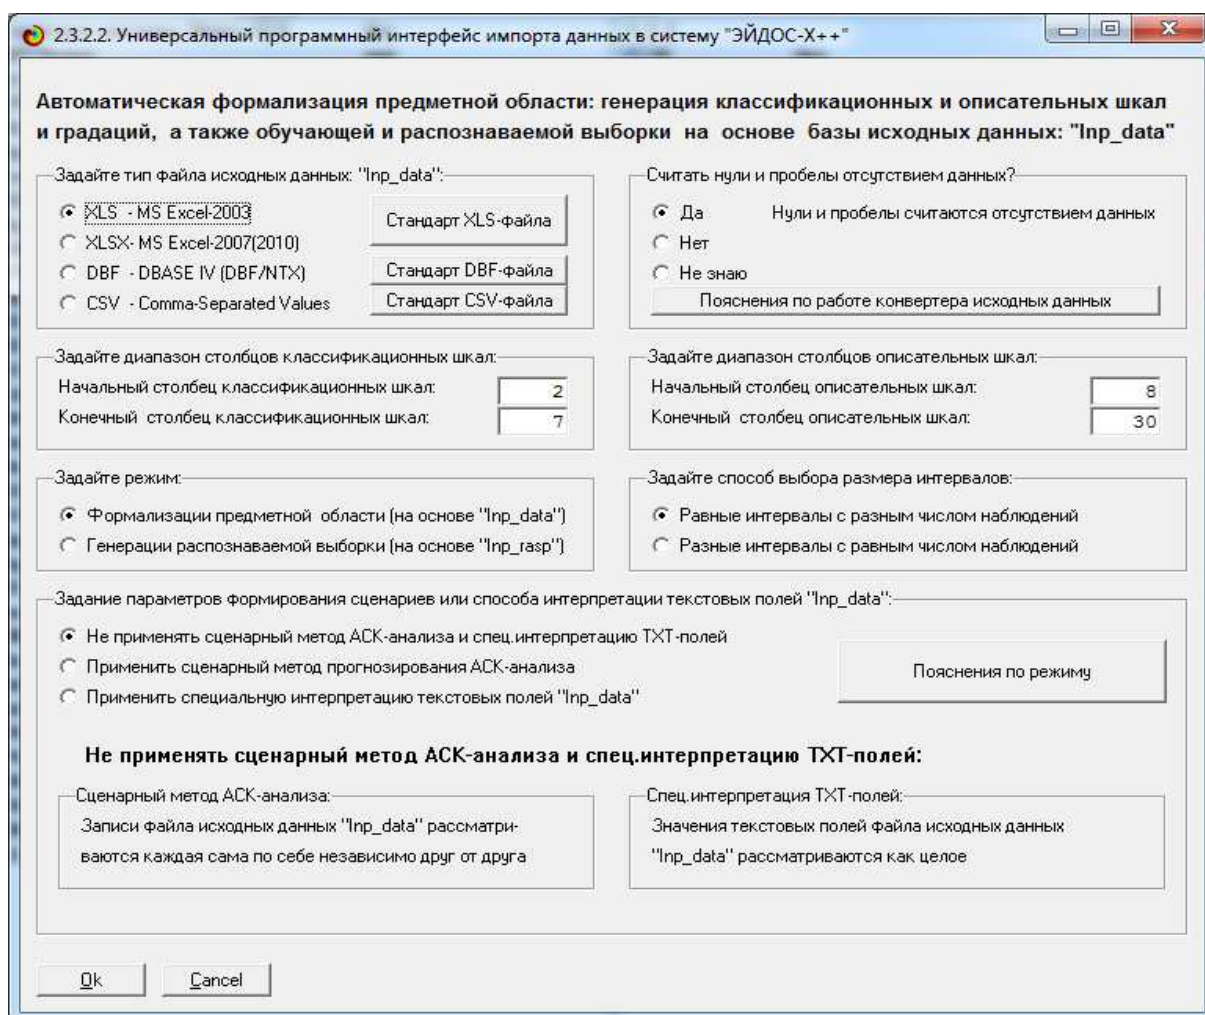 2.3.2.2. Универсальный программный интерфейс импорта данных в систему "ЭЙДОС-X++"
Автоматическая формализация предметной области: генерация классификационных и описательных шкал
и градаций, а также обучающей и распознаваемой выборки на основе базы исходных данных: "Inp_data"
Задайте тип файла исходных данных: "Inp_data":
XLS - MS Excel-2003
XLSX- MS Excel-2007(2010)
DBF - DBASE IV (DBF/NTX)
CSV - Comma-Separated Values
Стандарт XLS-файла
Стандарт DBF-файла
Стандарт CSV-файла
Считать нули и пробелы отсутствием данных?
Да Нули и пробелы считаются отсутствием данных
Нет
Не знаю
Пояснения по работе конвертера исходных данных
Задайте диапазон столбцов классификационных шкал:
Начальный столбец классификационных шкал: 2
Конечный столбец классификационных шкал: 7
Задайте диапазон столбцов описательных шкал:
Начальный столбец описательных шкал: 8
Конечный столбец описательных шкал: 30
Задайте режим:
Формализации предметной области (на основе "Inp_data")
Генерации распознаваемой выборки (на основе "Inp_rasp")
Задайте способ выбора размера интервалов:
Равные интервалы с разным числом наблюдений
Разные интервалы с равным числом наблюдений
Задание параметров формирования сценариев или способа интерпретации текстовых полей "Inp_data":
Не применять сценарный метод АСК-анализа и спец.интерпретацию ТХТ-полей
Применить сценарный метод прогнозирования АСК-анализа
Применить специальную интерпретацию текстовых полей "Inp_data"
Пояснения по режиму
Не применять сценарный метод АСК-анализа и спец.интерпретацию ТХТ-полей:
Сценарный метод АСК-анализа:
Записи файла исходных данных "Inp_data" рассматри-
ваются каждая сама по себе независимо друг от друга
Спец.интерпретация ТХТ-полей:
Значения текстовых полей файла исходных данных
"Inp_data" рассматриваются как целое
Ok
Cancel